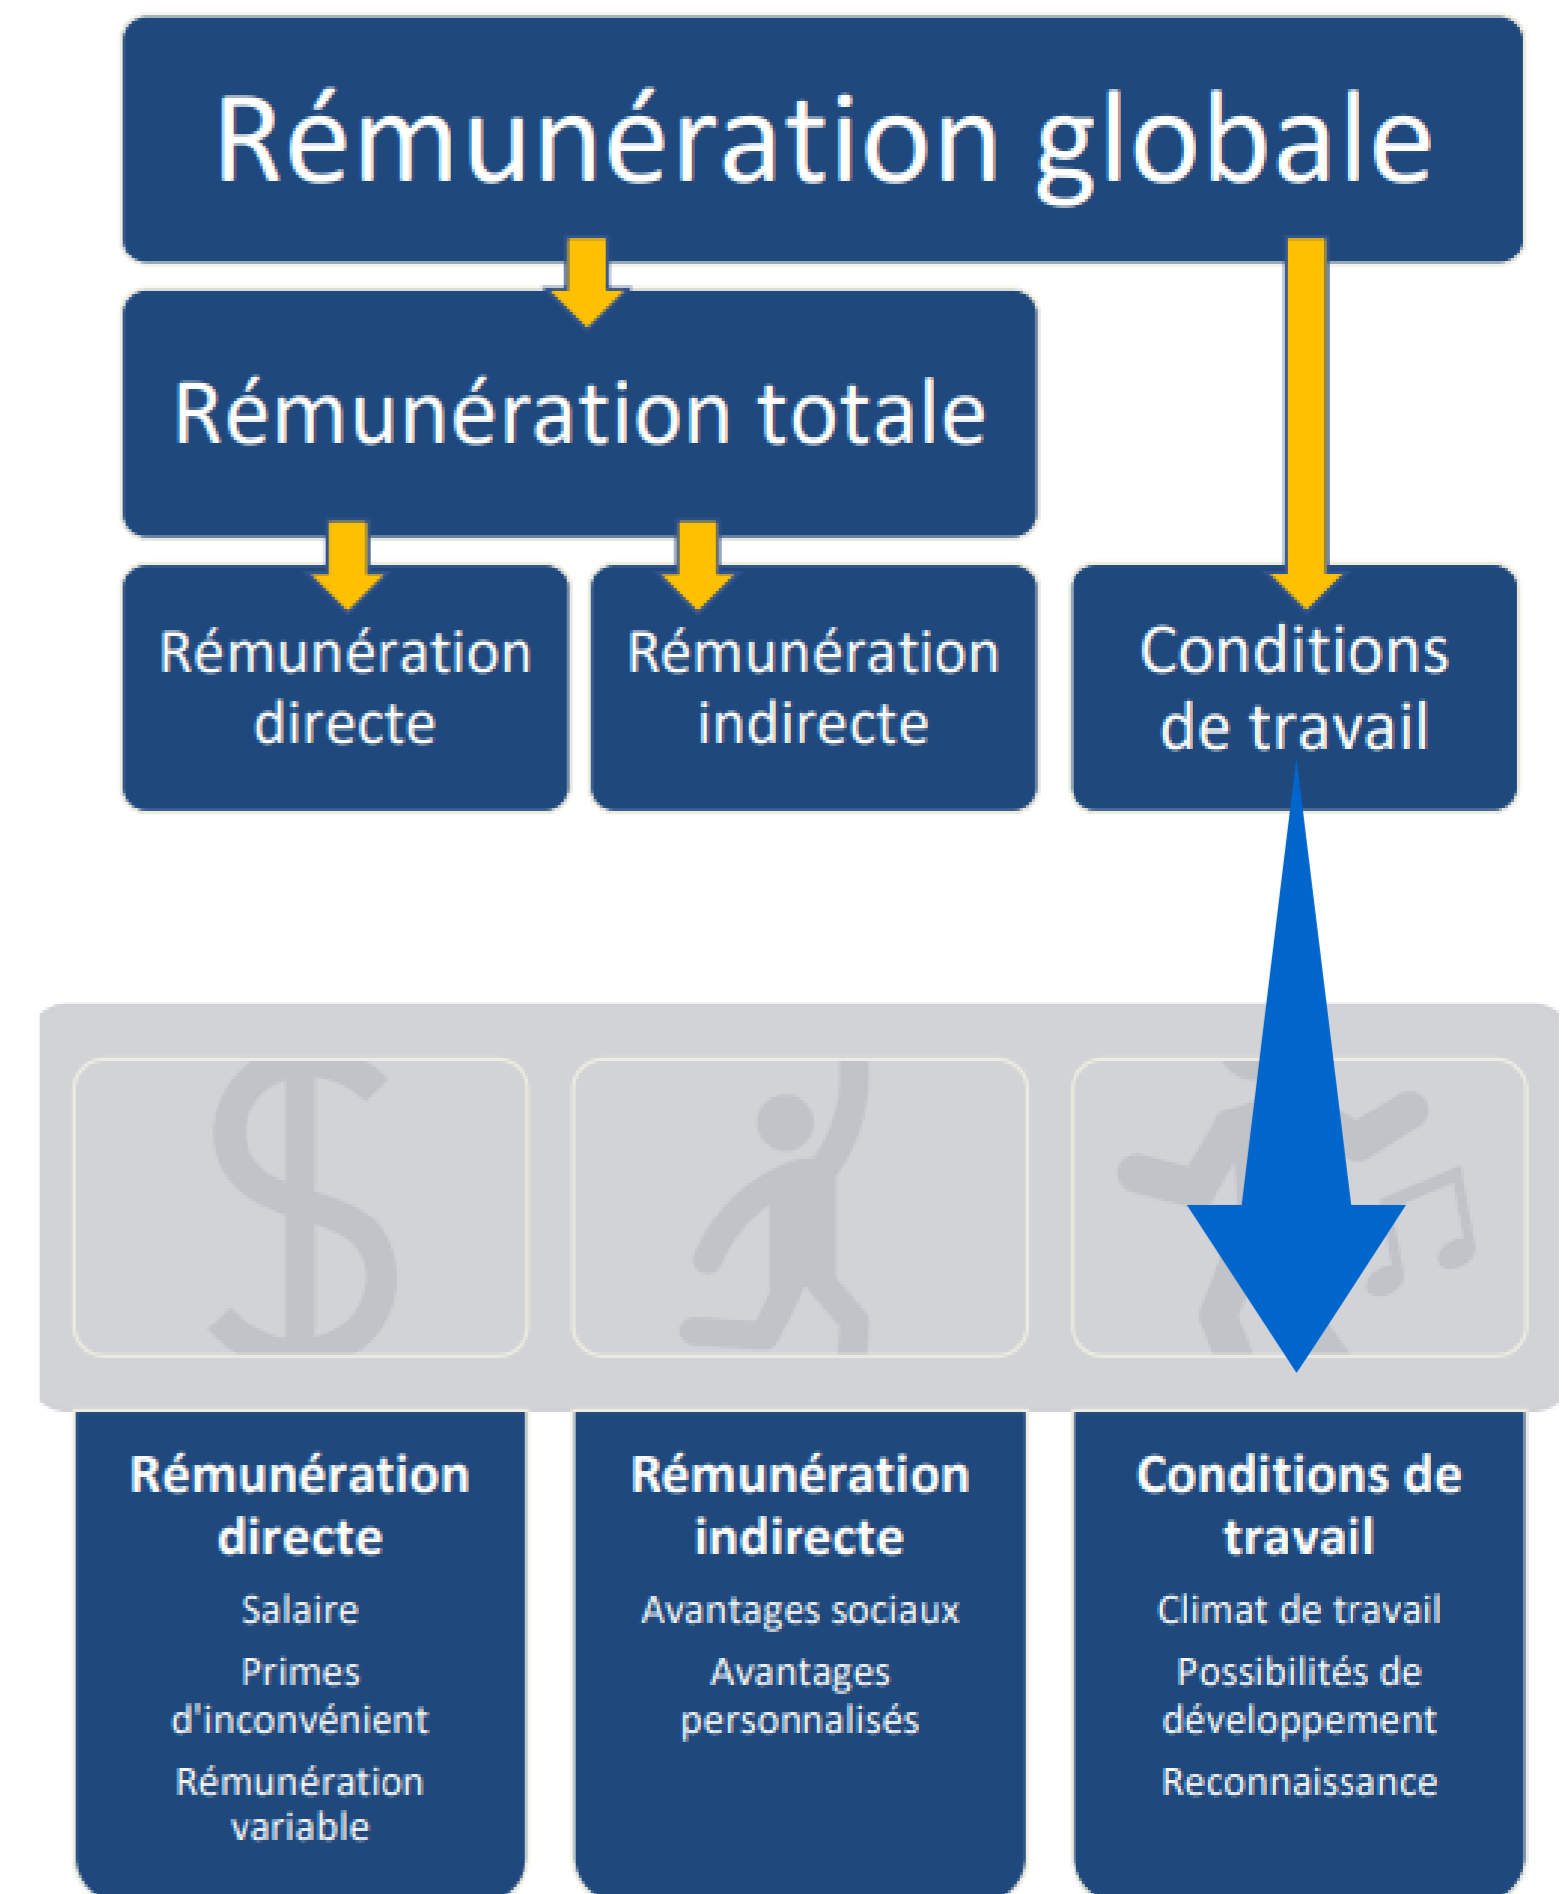 Rémunération globale
Rémunération totale
Rémunération
directe
Rémunération
indirecte
Conditions
de travail
Rémunération
directe
Salaire
Primes
d'inconvénient
Rémunération
variable
Rémunération
indirecte
Avantages sociaux
Avantages
personnalisés
Conditions de
travail
Climat de travail
Possibilités de
développement
Reconnaissance